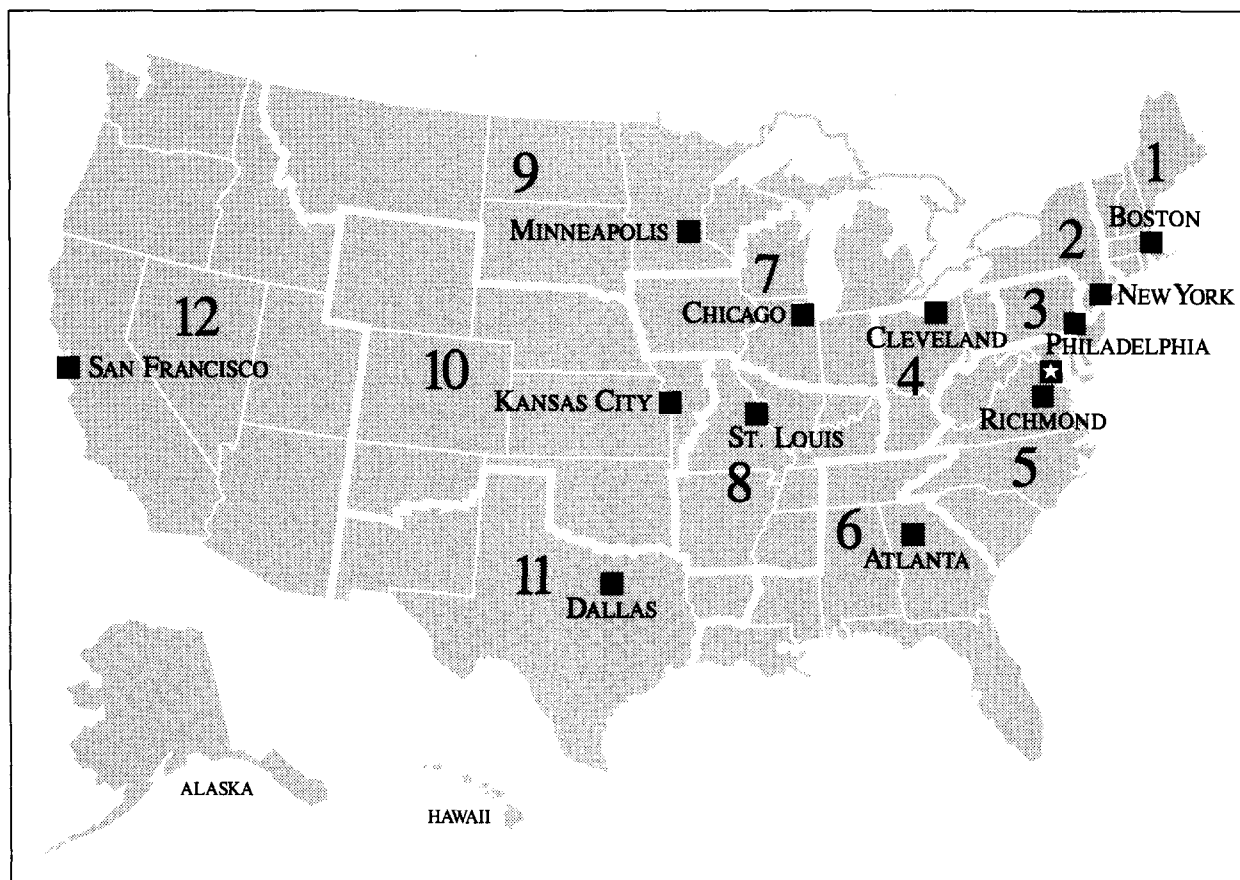 1
BOSTON
9
2
MINNEAPOLIS
7
NEW YORK
12
CHICAGO
3
CLEVELAND
PHILADELPHIA
SAN FRANCISCO
10
4
KANSAS CITY
RICHMOND
ST. LOUIS
5
8
6
ATLANTA
11
DALLAS
ALASKA
HAWAII